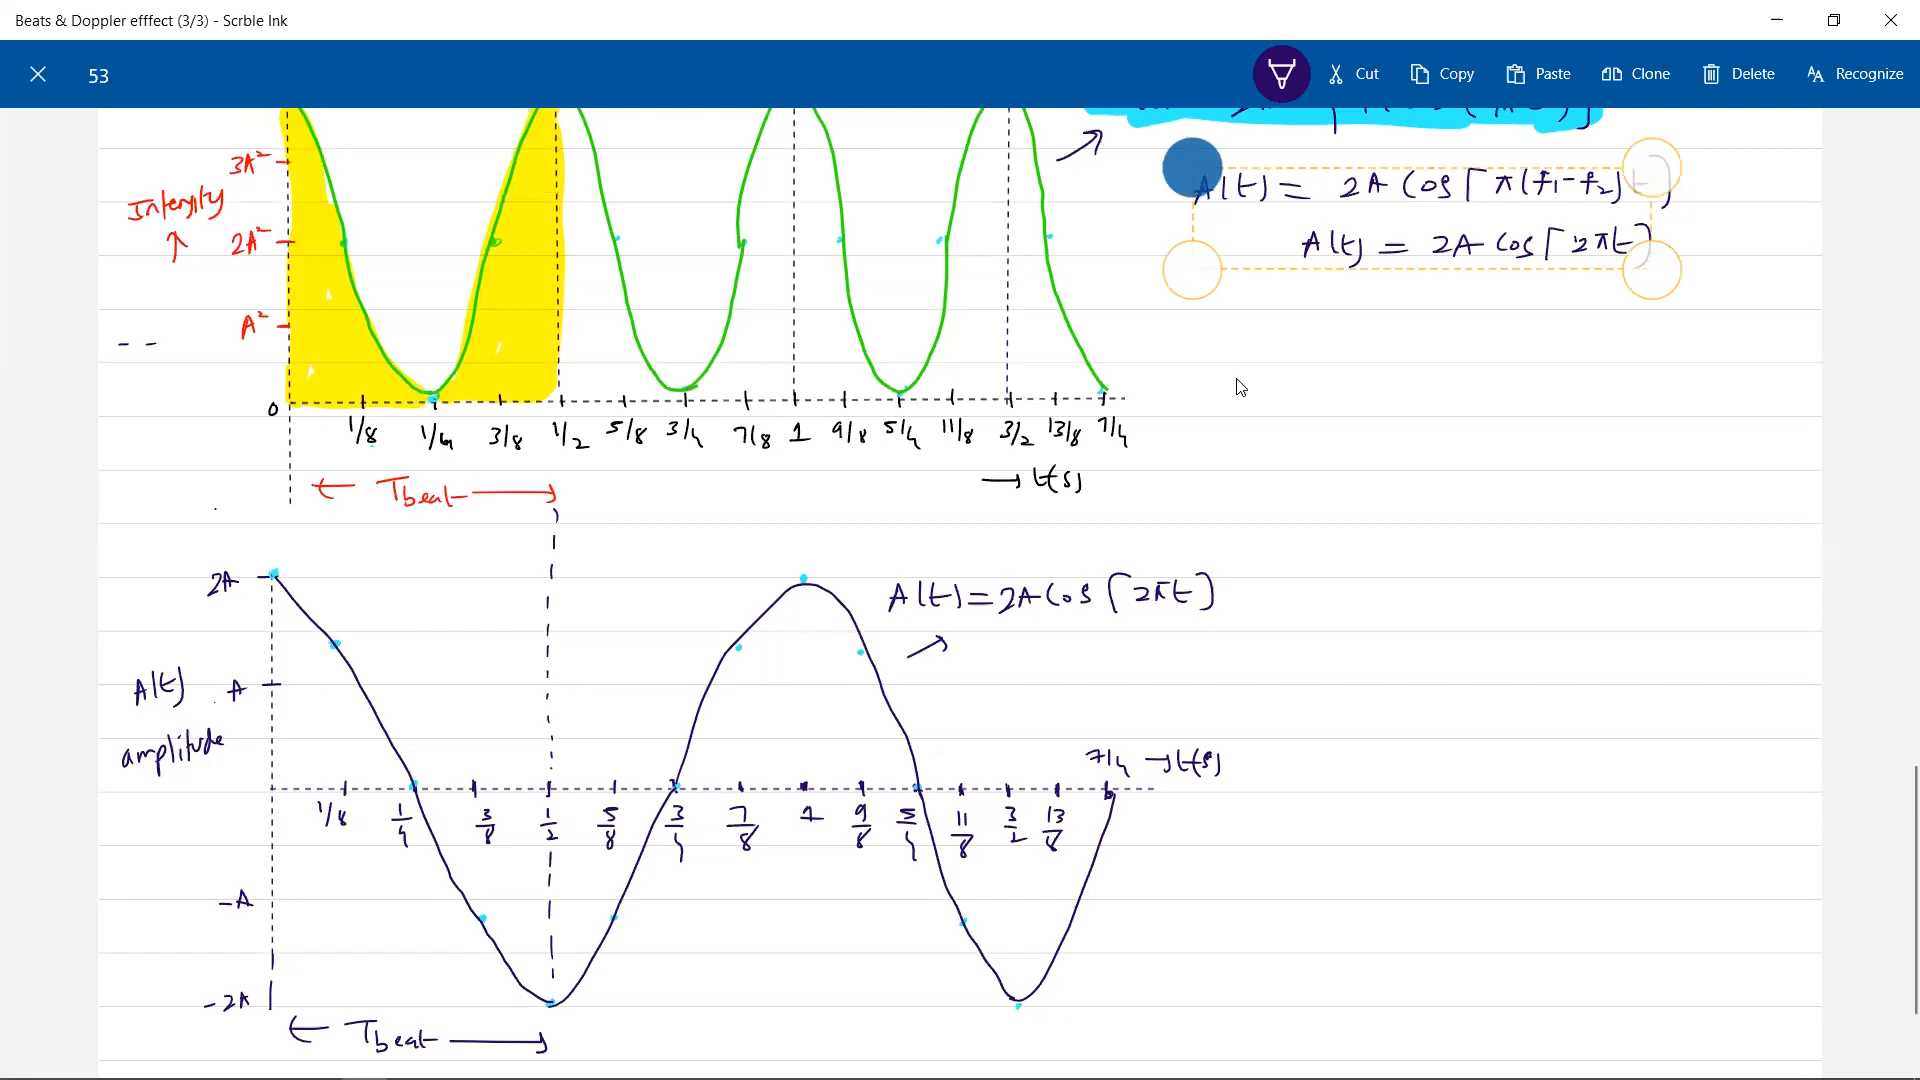 Beats & Doppler efffect (3/3) - Scrble Ink
53
Cut
Copy
Paste
Clone
Delete
Recognize
3A²
Intensity
2A²
A²
A(t) = 2A Cos[π(f₁-f₂)t]
A(t) = 2A Cos[2πt]
0
1/8 1/4 3/8 1/2 5/8 3/4 7/8 1 9/8 5/4 11/8 3/2 13/8 7/4
→ t(s)
← Tbeat →
2A
A(t) = 2A Cos[2πt]
A(t) A
amplitude
7/4 → t(s)
1/8 1/4 3/8 1/2 5/8 3/4 7/8 1 9/8 5/4 11/8 3/2 13/8
-A
-2A
← Tbeat →